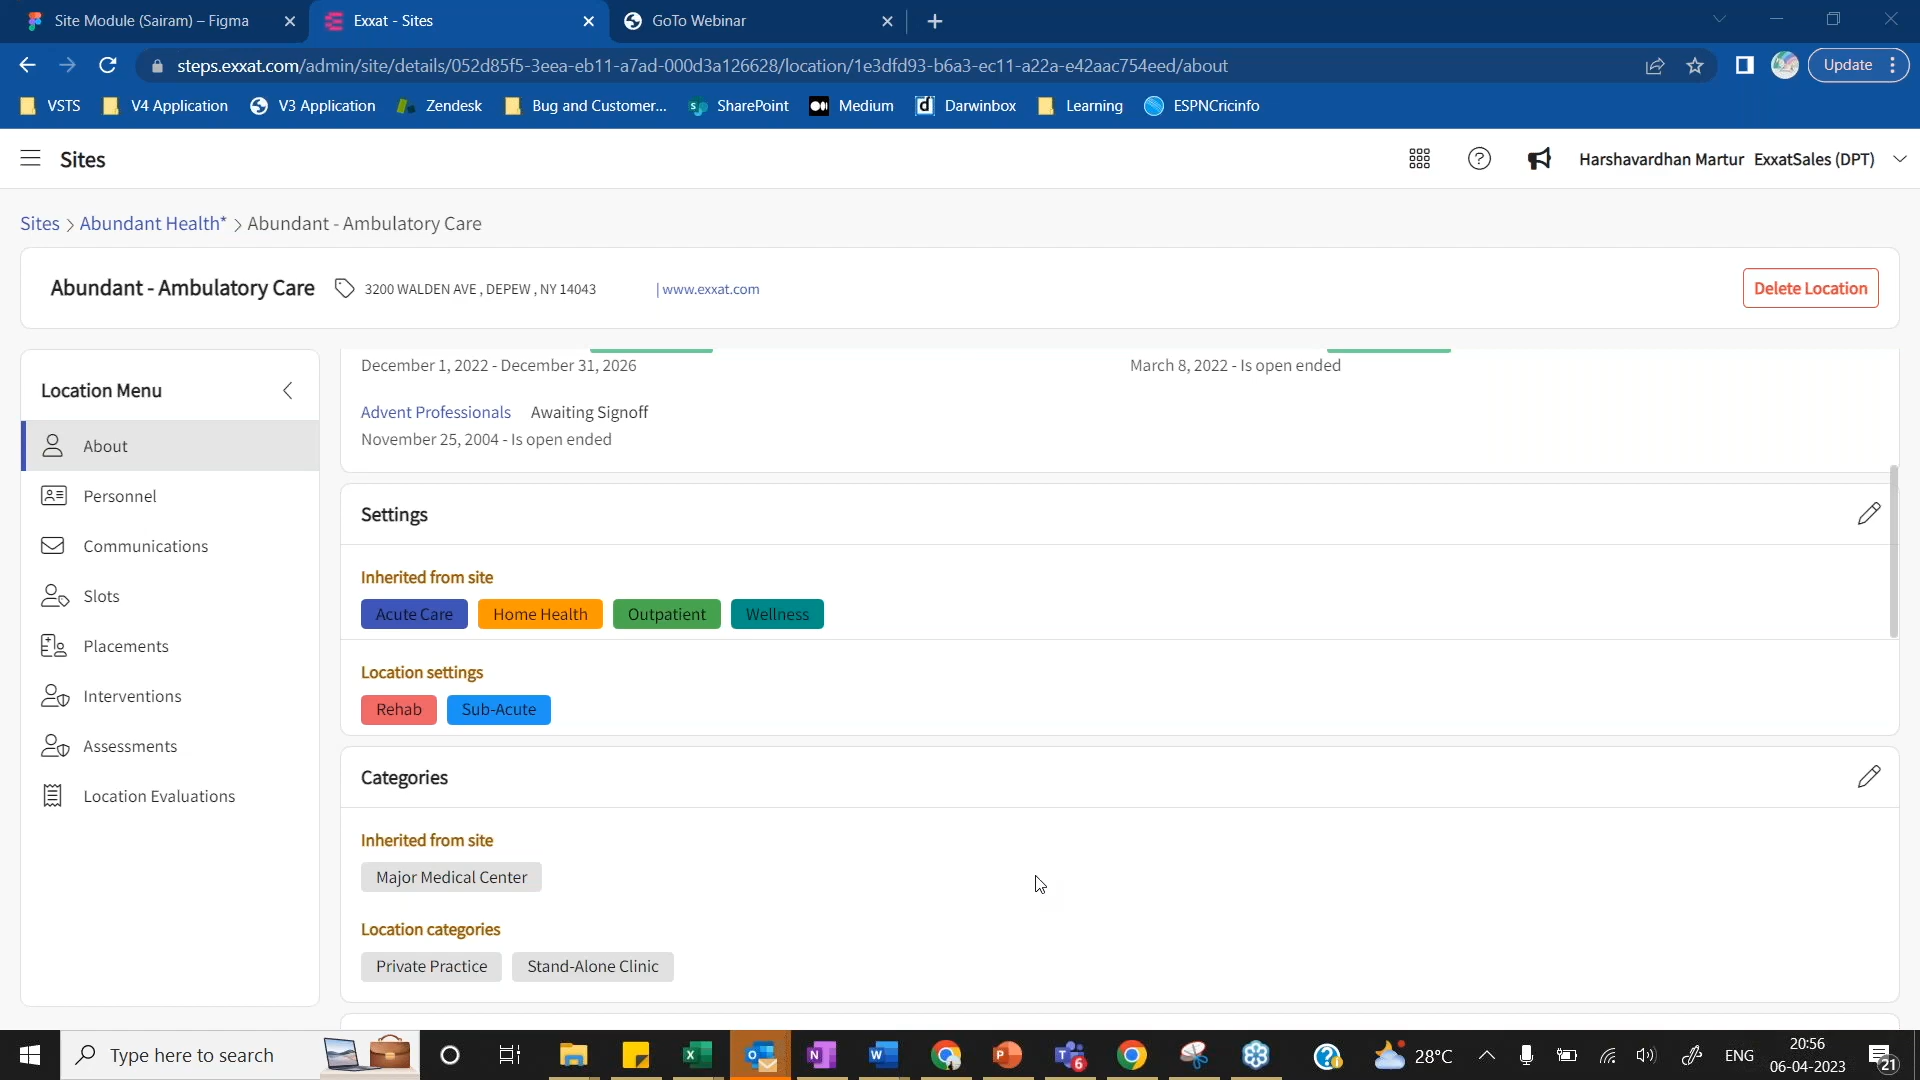 Site Module (Sairam) – Figma
Exxat - Sites
GoTo Webinar
steps.exxat.com/admin/site/details/052d85f5-3eea-eb11-a7ad-000d3a126628/location/1e3dfd93-b6a3-ec11-a22a-e42aac754eed/about
Update
VSTS
V4 Application
V3 Application
Zendesk
Bug and Customer...
SharePoint
Medium
Darwinbox
Learning
ESPNCricinfo
Sites
Harshavardhan Martur ExxatSales (DPT)
Sites > Abundant Health* > Abundant - Ambulatory Care
Abundant - Ambulatory Care
3200 WALDEN AVE , DEPEW , NY 14043
| www.exxat.com
Delete Location
Location Menu
About
Personnel
Communications
Slots
Placements
Interventions
Assessments
Location Evaluations
December 1, 2022 - December 31, 2026
March 8, 2022 - Is open ended
Advent Professionals Awaiting Signoff
November 25, 2004 - Is open ended
Settings
Inherited from site
Acute Care Home Health Outpatient Wellness
Location settings
Rehab Sub-Acute
Categories
Inherited from site
Major Medical Center
Location categories
Private Practice Stand-Alone Clinic
Type here to search
6
28°C
ENG
20:56
06-04-2023
21